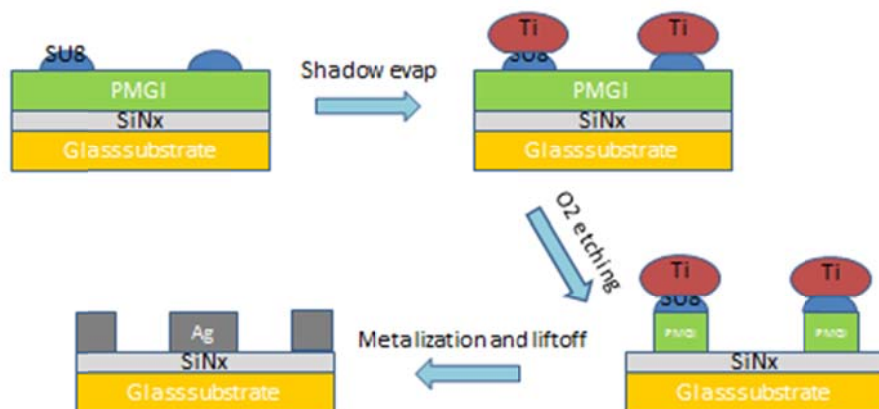 SU8
PMGI
SiNx
Glasssubstrate
Shadow evap
Ti
Ti
SU8
PMGI
SiNx
Glasssubstrate
O2 etching
Ti
Ti
SU8
PMGI
PMGI
SiNx
Glasssubstrate
Metalization and liftoff
Ag
SiNx
Glasssubstrate